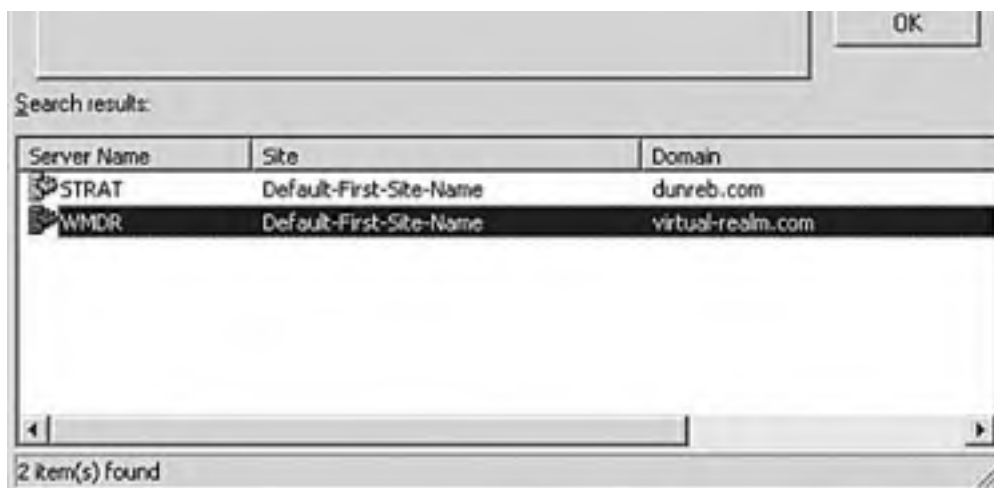 OK
Search results:
Server Name Site Domain
STRAT Default-First-Site-Name dunreb.com
WMDR Default-First-Site-Name virtual-realm.com
2 item(s) found